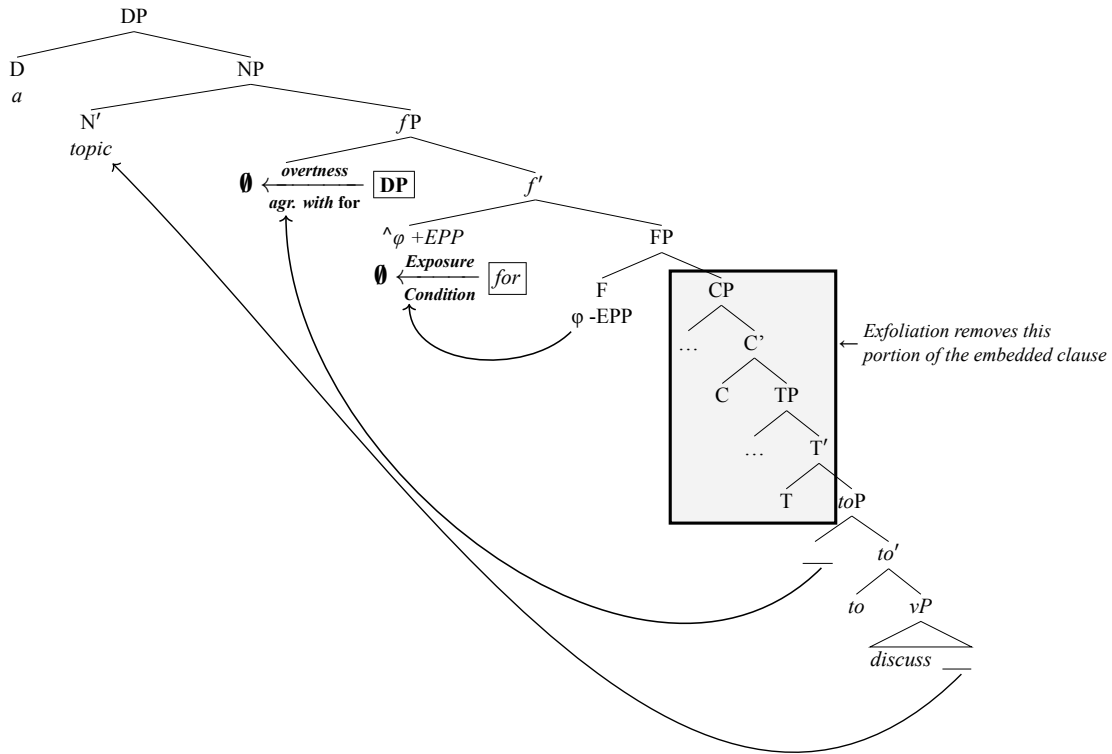 DP
D
NP
a
N′
fP
topic
∅ overtness DP
agr. with for
f′
^φ +EPP
FP
∅ Exposure for
Condition
F
CP
φ -EPP
… C’
← Exfoliation removes this
portion of the embedded clause
C TP
… T′
T toP
to′
to vP
discuss